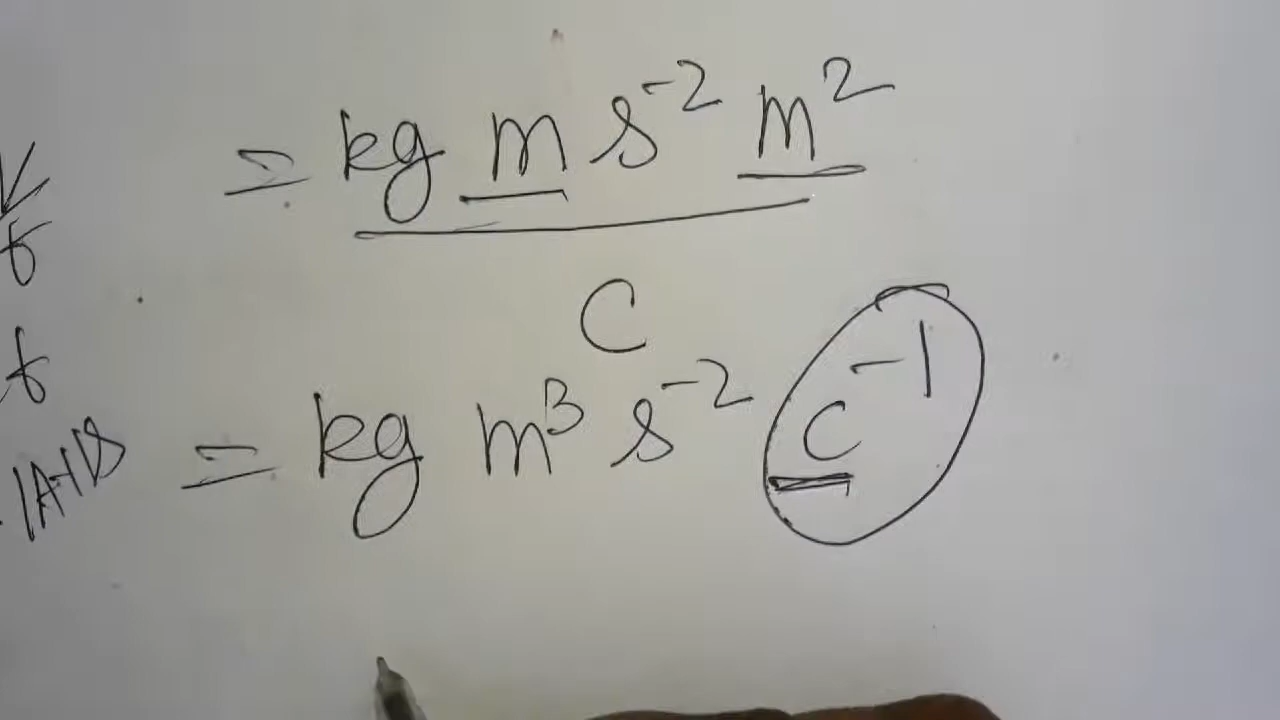 = kg m s⁻² m²
C
= kg m³ s⁻² C⁻¹